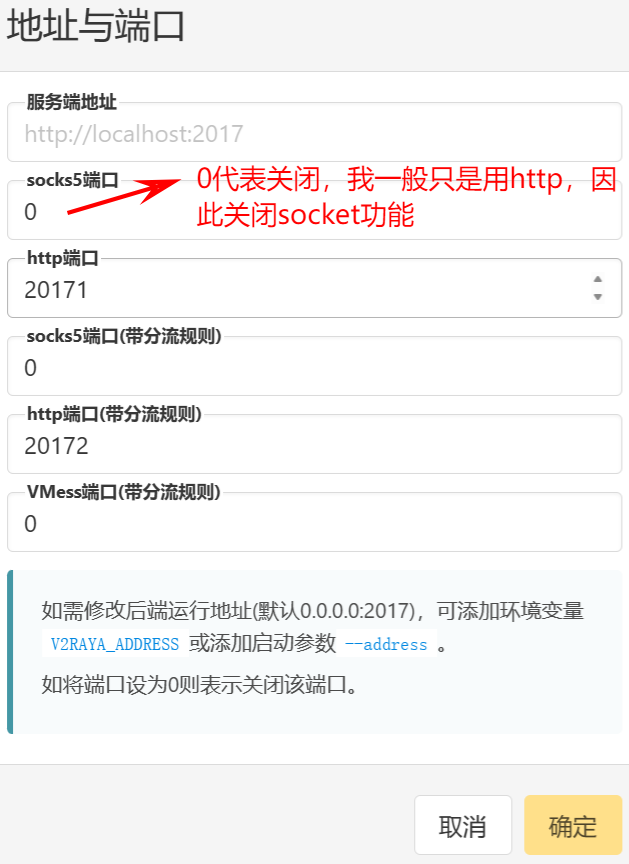 地址与端口
服务端地址
http://localhost:2017
socks5端口
0
0代表关闭，我一般只是用http，因
此关闭socket功能
http端口
20171
socks5端口(带分流规则)
0
http端口(带分流规则)
20172
VMess端口(带分流规则)
0
如需修改后端运行地址(默认0.0.0.0:2017)，可添加环境变量
V2RAYA_ADDRESS 或添加启动参数 --address 。
如将端口设为0则表示关闭该端口。
取消
确定